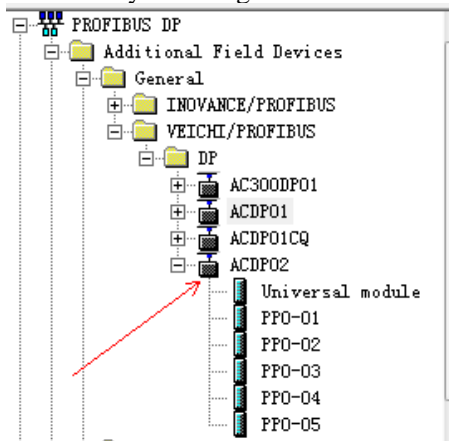 PROFIBUS DP
Additional Field Devices
General
INOVANCE/PROFIBUS
VEICHI/PROFIBUS
DP
AC300DP01
ACDP01
ACDP01CQ
ACDP02
Universal module
PPO-01
PPO-02
PPO-03
PPO-04
PPO-05